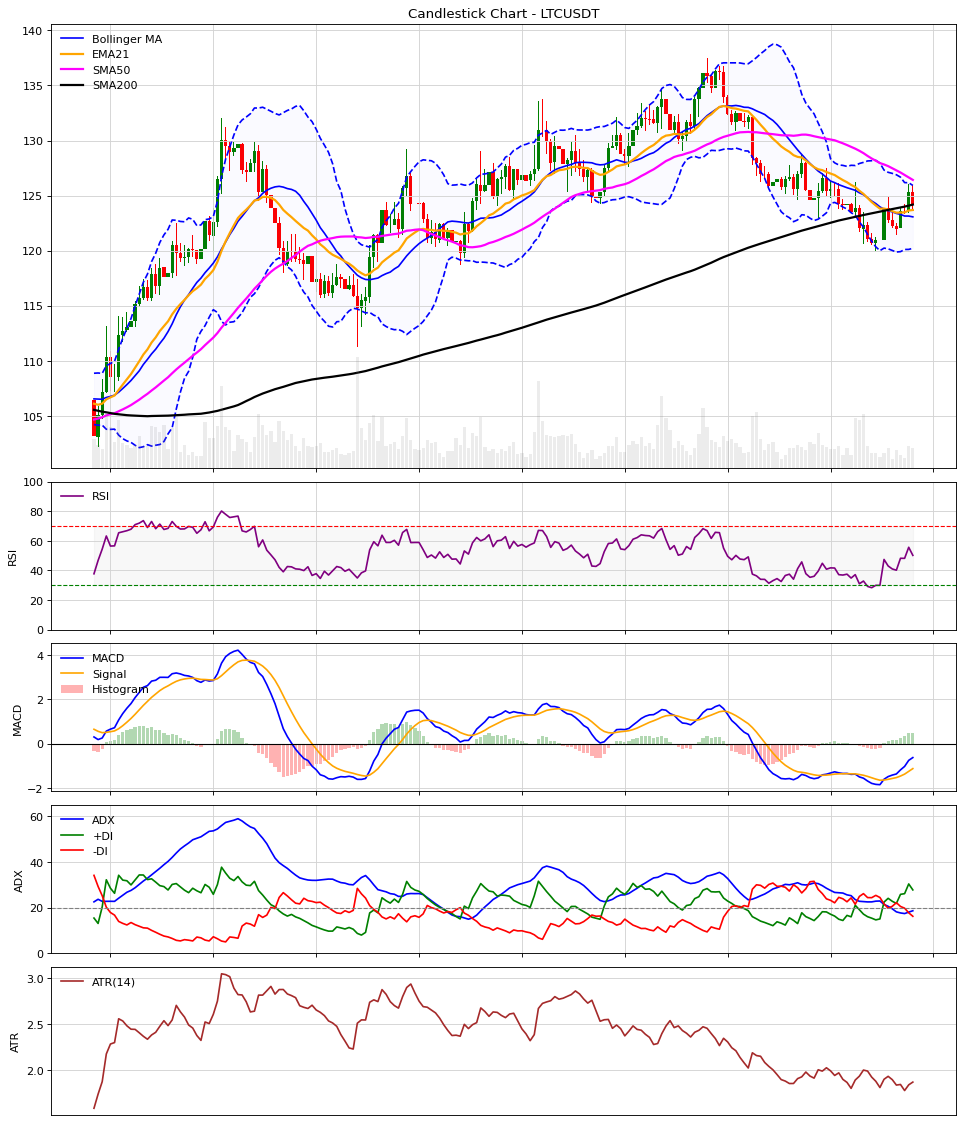 Candlestick Chart - LTCUSDT
Bollinger MA
EMA21
SMA50
SMA200
140
135
130
125
120
115
110
105
RSI
100
80
60
40
20
0
RSI
MACD
Signal
Histogram
4
2
0
−2
MACD
ADX
+DI
-DI
60
40
20
0
ADX
ATR(14)
3.0
2.5
2.0
ATR